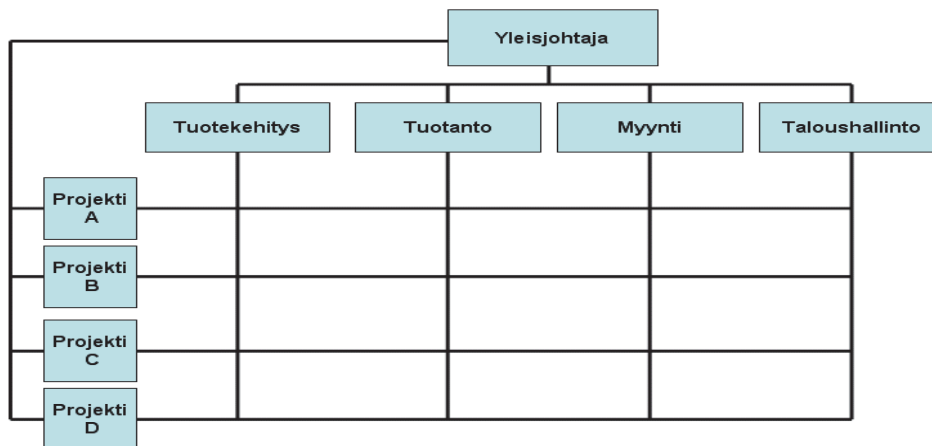 Yleisjohtaja
Tuotekehitys
Tuotanto
Myynti
Taloushallinto
Projekti
A
Projekti
B
Projekti
C
Projekti
D